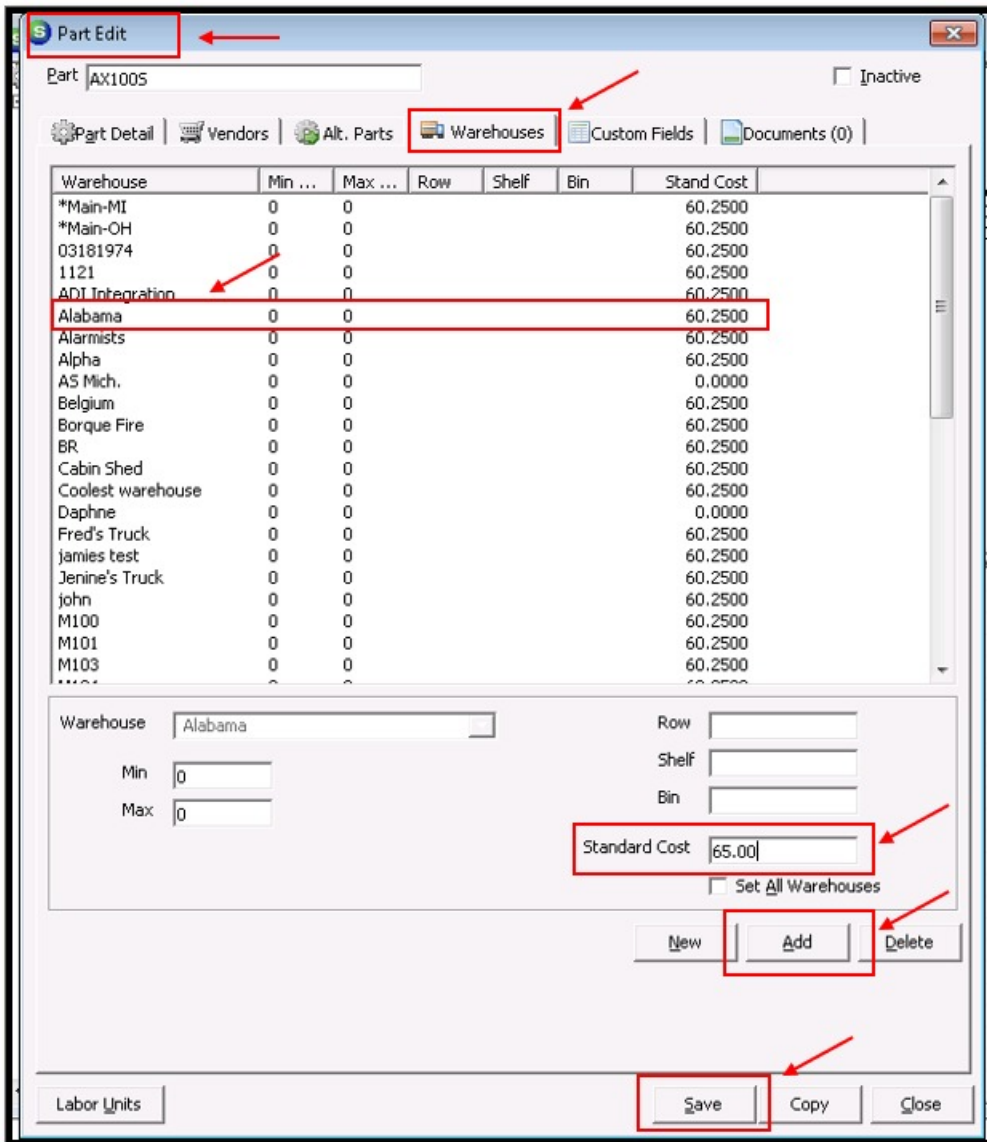 Part Edit
Part AX100S Inactive
Part Detail Vendors Alt. Parts Warehouses Custom Fields Documents (0)
Warehouse Min ... Max ... Row Shelf Bin Stand Cost
*Main-MI 0 0 60.2500
*Main-OH 0 0 60.2500
03181974 0 0 60.2500
1121 0 0 60.2500
ADI Integration 0 0 60.2500
Alabama 0 0 60.2500
Alarmists 0 0 60.2500
Alpha 0 0 60.2500
AS Mich. 0 0 0.0000
Belgium 0 0 60.2500
Borque Fire 0 0 60.2500
BR 0 0 60.2500
Cabin Shed 0 0 60.2500
Coolest warehouse 0 0 60.2500
Daphne 0 0 0.0000
Fred's Truck 0 0 60.2500
jamies test 0 0 60.2500
Jenine's Truck 0 0 60.2500
john 0 0 60.2500
M100 0 0 60.2500
M101 0 0 60.2500
M103 0 0 60.2500
Warehouse Alabama Row
Min 0 Shelf
Max 0 Bin
Standard Cost 65.00
Set All Warehouses
New Add Delete
Labor Units Save Copy Close